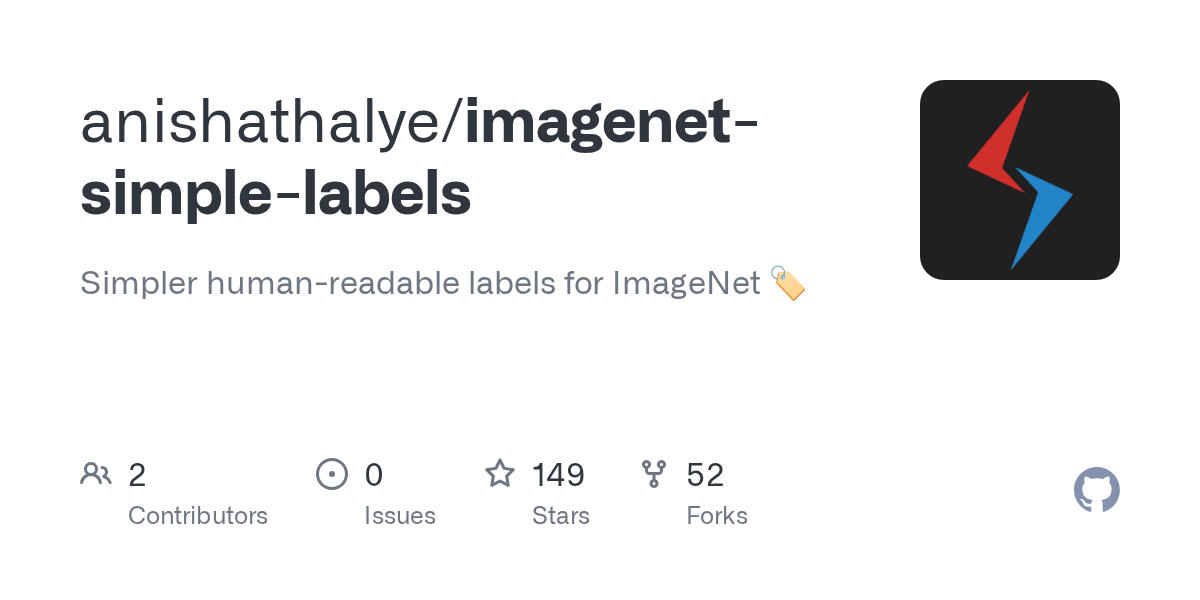 anishathalye/imagenet-
simple-labels
Simpler human-readable labels for ImageNet 🏷️
2 0 149 52
Contributors Issues Stars Forks